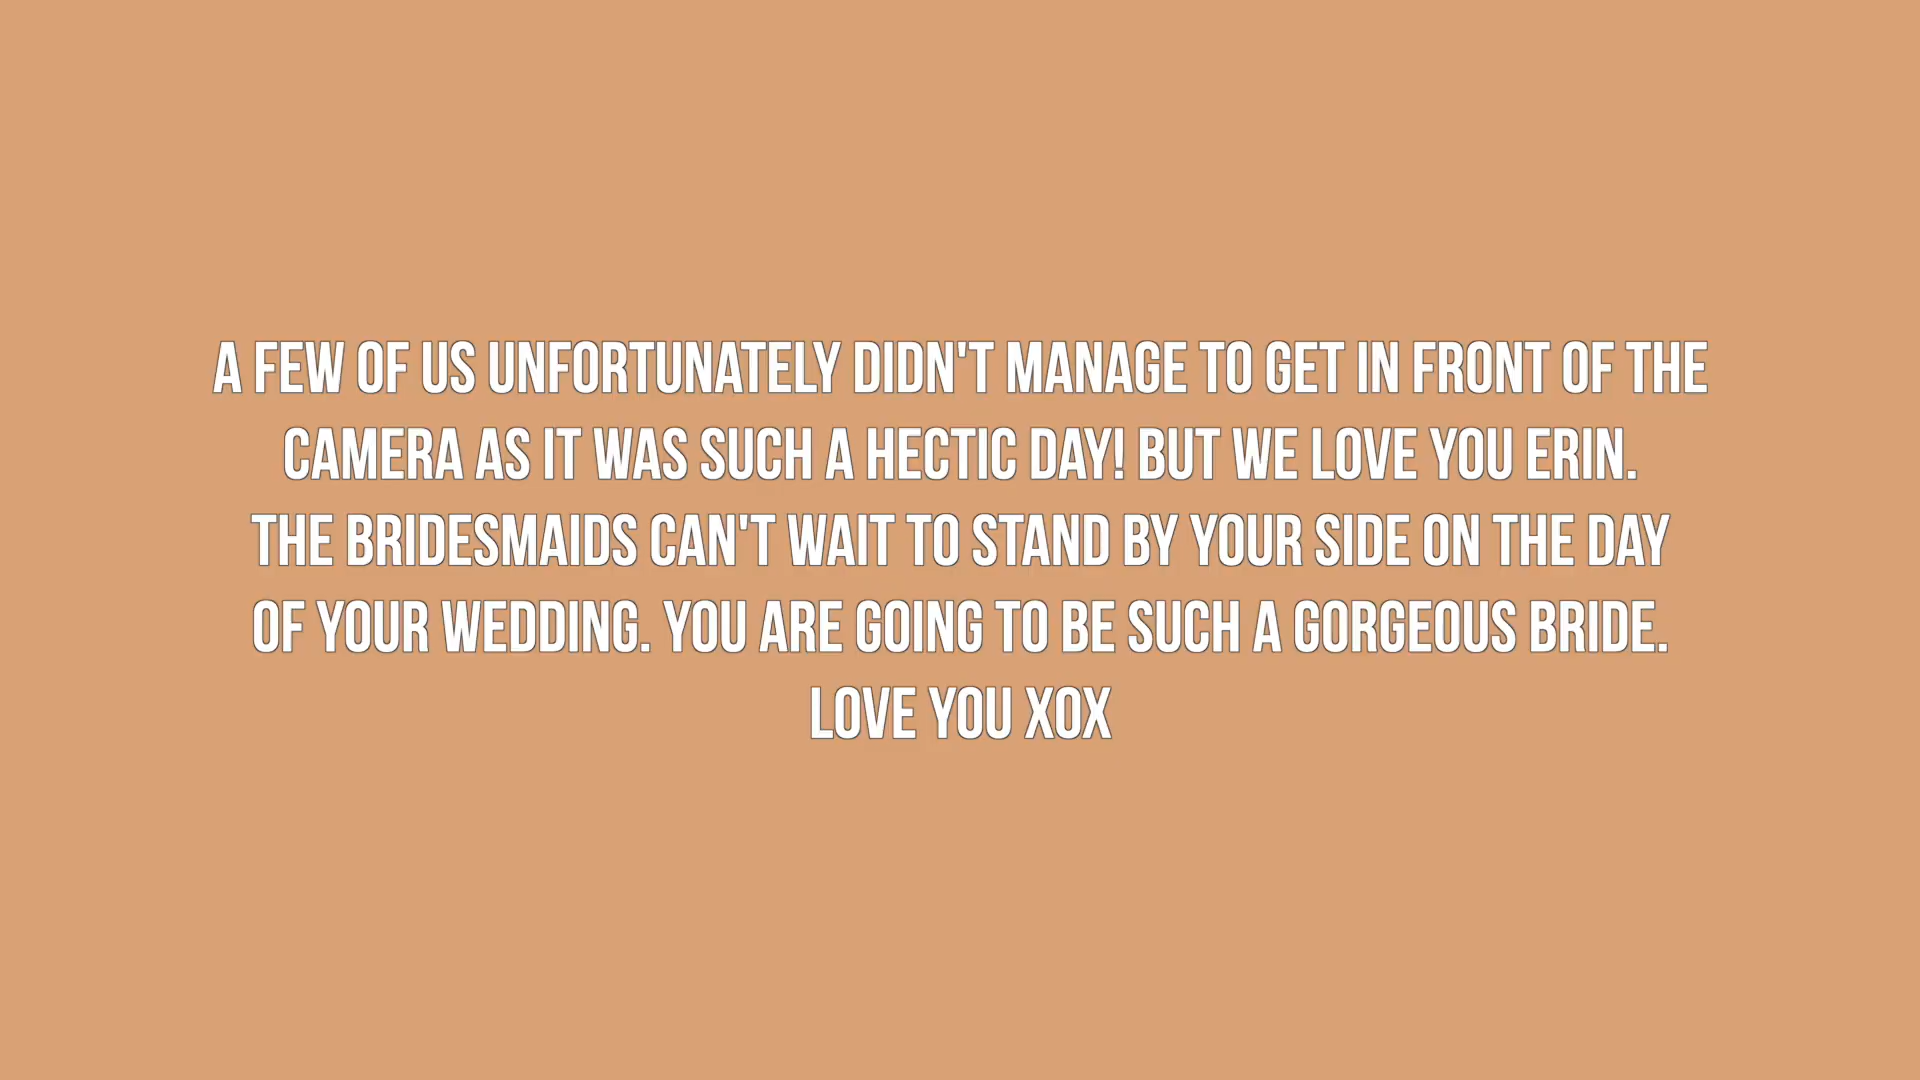 A FEW OF US UNFORTUNATELY DIDN'T MANAGE TO GET IN FRONT OF THE
CAMERA AS IT WAS SUCH A HECTIC DAY! BUT WE LOVE YOU ERIN.
THE BRIDESMAIDS CAN'T WAIT TO STAND BY YOUR SIDE ON THE DAY
OF YOUR WEDDING. YOU ARE GOING TO BE SUCH A GORGEOUS BRIDE.
LOVE YOU XOX